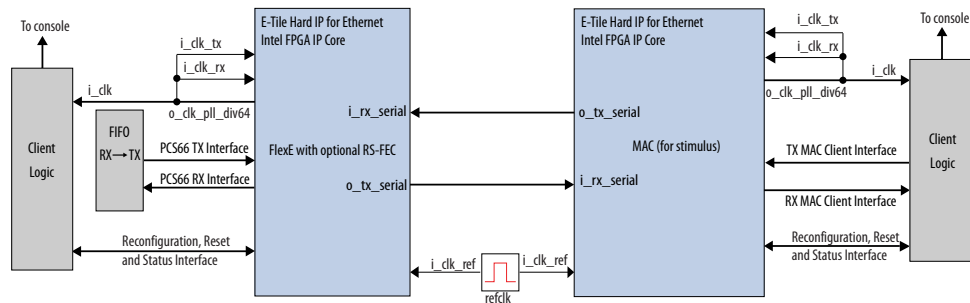 To console
i_clk_tx
i_clk_rx
i_clk
o_clk_pll_div64
Client
Logic
FIFO
RX→TX
PCS66 TX Interface
PCS66 RX Interface
Reconfiguration, Reset
and Status Interface
E-Tile Hard IP for Ethernet
Intel FPGA IP Core
i_rx_serial
FlexE with optional RS-FEC
o_tx_serial
i_clk_ref
refclk
i_clk_ref
E-Tile Hard IP for Ethernet
Intel FPGA IP Core
o_tx_serial
MAC (for stimulus)
i_rx_serial
To console
i_clk_tx
i_clk_rx
i_clk
o_clk_pll_div64
TX MAC Client Interface
RX MAC Client Interface
Reconfiguration, Reset
and Status Interface
Client
Logic